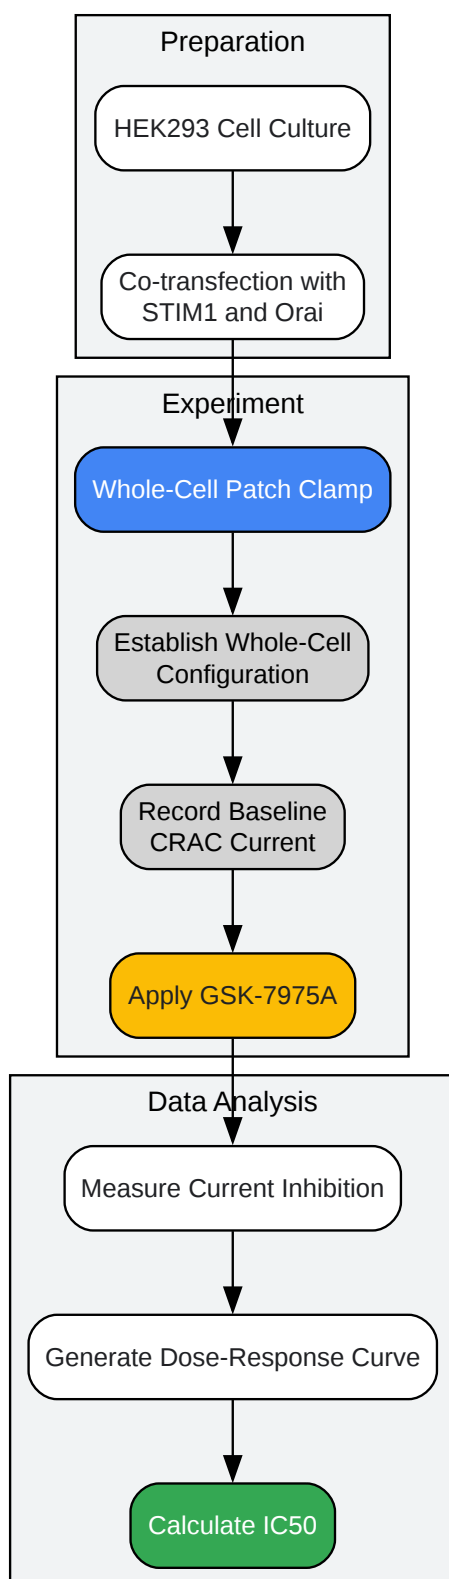 Preparation
HEK293 Cell Culture
Co-transfection with
STIM1 and Orai
Experiment
Whole-Cell Patch Clamp
Establish Whole-Cell
Configuration
Record Baseline
CRAC Current
Apply GSK-7975A
Data Analysis
Measure Current Inhibition
Generate Dose-Response Curve
Calculate IC50